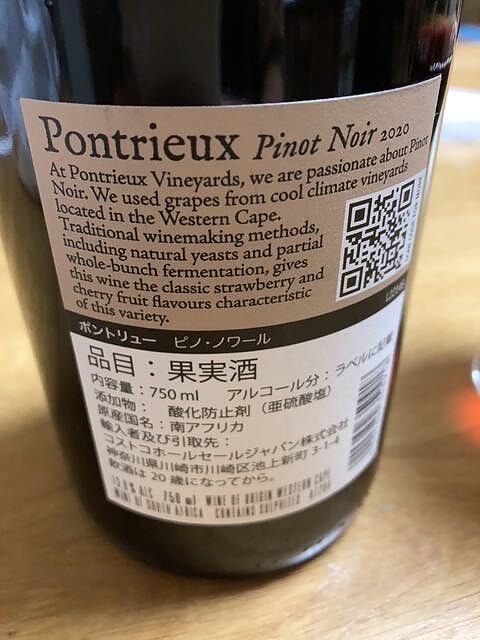 Pontrieux Pinot Noir 2020
At Pontrieux Vineyards, we are passionate about Pinot
Noir. We used grapes from cool climate vineyards
located in the Western Cape.
Traditional winemaking methods,
including natural yeasts and partial
whole-bunch fermentation, gives
this wine the classic strawberry and
cherry fruit flavours characteristic
of this variety.
ポントリュー ピノ・ノワール
品目：果実酒
内容量：750 ml アルコール分：ラベルに記載
添加物： 酸化防止剤（亜硫酸塩）
原産国名：南アフリカ
輸入者及び引取先：
コストコホールセールジャパン株式会社
神奈川県川崎市川崎区池上新町 3-1-4
飲酒は 20 歳になってから。
ALC 750 ml WINE OF ORIGIN WESTERN CAPE
WINE OF SOUTH AFRICA CONTAINS SULPHITES